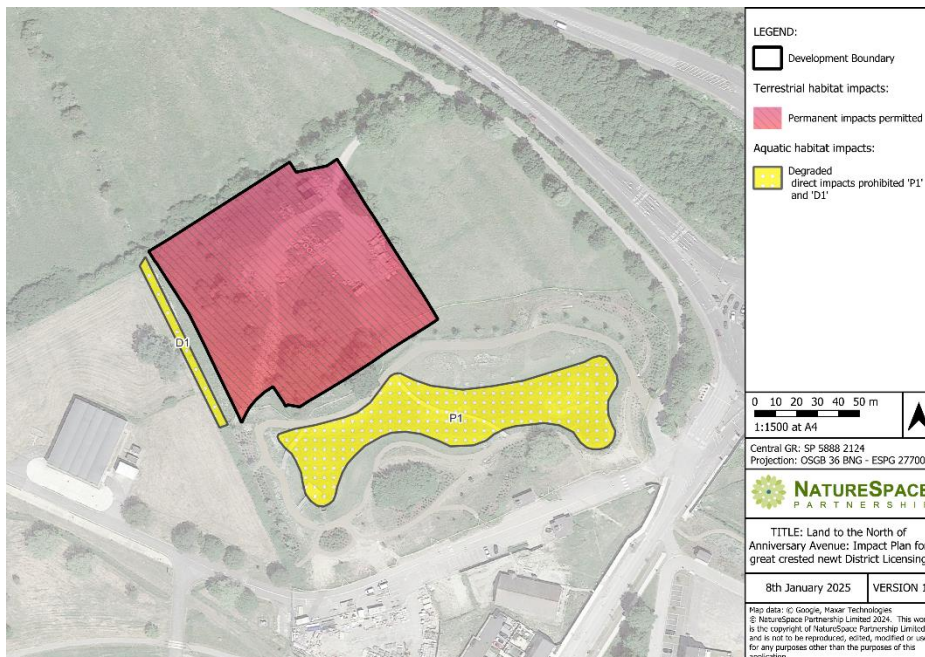 LEGEND:
Development Boundary
Terrestrial habitat impacts:
Permanent impacts permitted
Aquatic habitat impacts:
Degraded
direct impacts prohibited 'P1'
and 'D1'
D1
P1
0 10 20 30 40 50 m
1:1500 at A4
Central GR: SP 5888 2124
Projection: OSGB 36 BNG - ESPG 27700
NATURESPACE
PARTNERSHI
TITLE: Land to the North of
Anniversary Avenue: Impact Plan for
great crested newt District Licensing
8th January 2025
VERSION 1
Map data: © Google, Maxar Technologies
© NatureSpace Partnership Limited 2024. This work
is the copyright of NatureSpace Partnership Limited
and is not to be reproduced, edited, modified or use
for any purposes other than the purposes of this
application